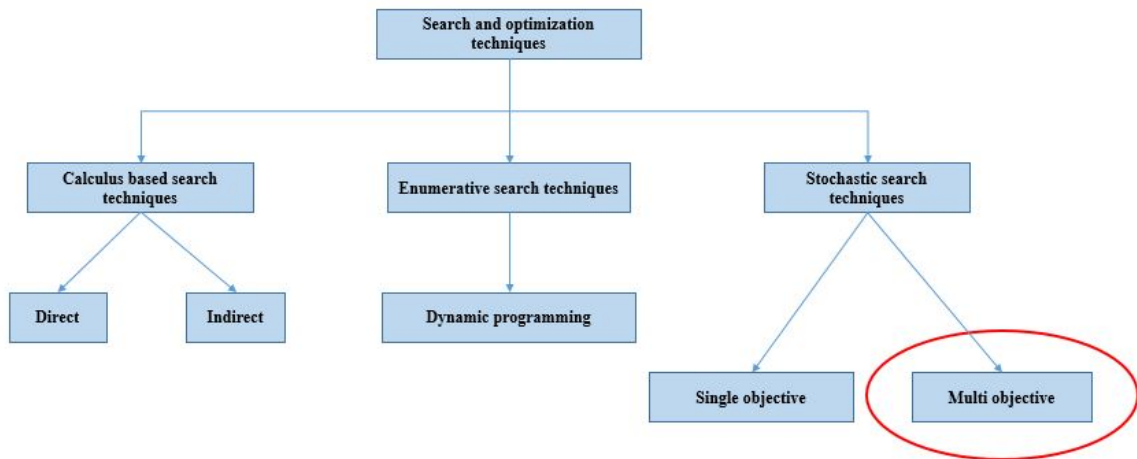 Search and optimization
techniques
Calculus based search
techniques
Enumerative search techniques
Stochastic search
techniques
Direct
Indirect
Dynamic programming
Single objective
Multi objective